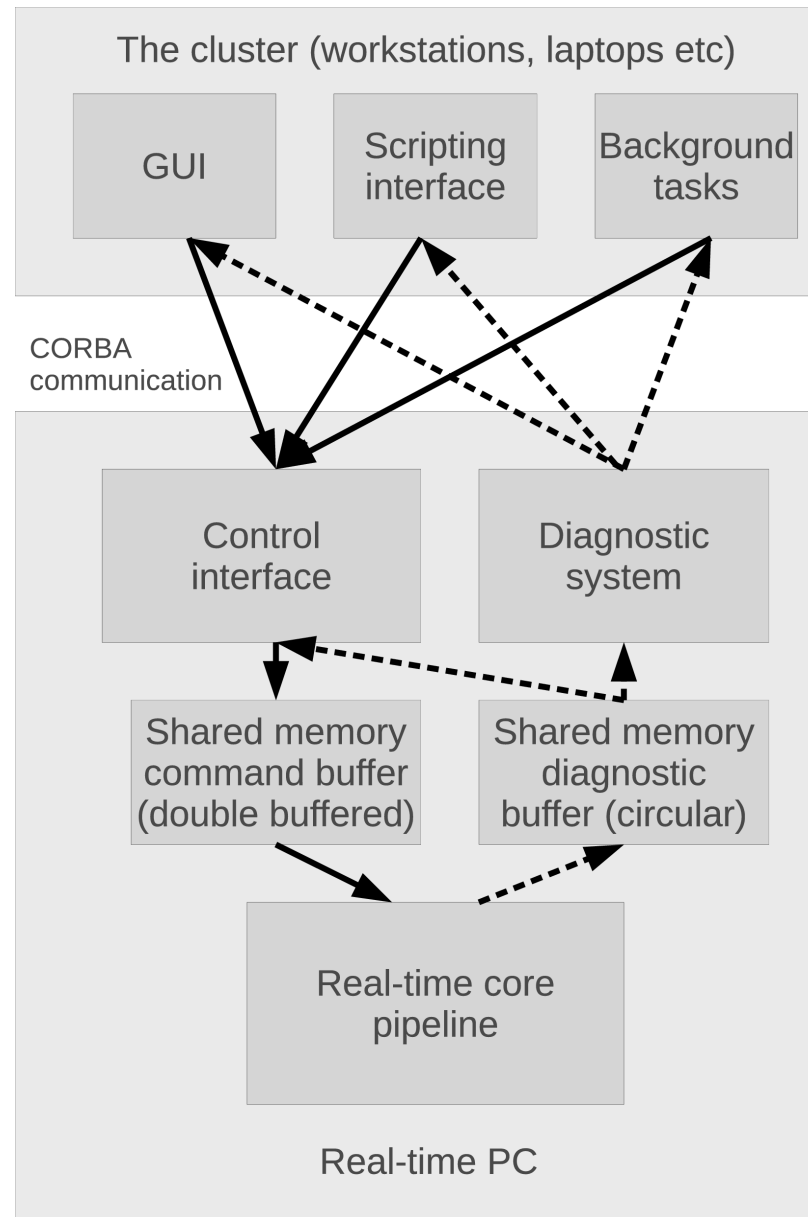 The cluster (workstations, laptops etc)
GUI
Scripting
interface
Background
tasks
CORBA
communication
Control
interface
Diagnostic
system
Shared memory
command buffer
(double buffered)
Shared memory
diagnostic
buffer (circular)
Real-time core
pipeline
Real-time PC